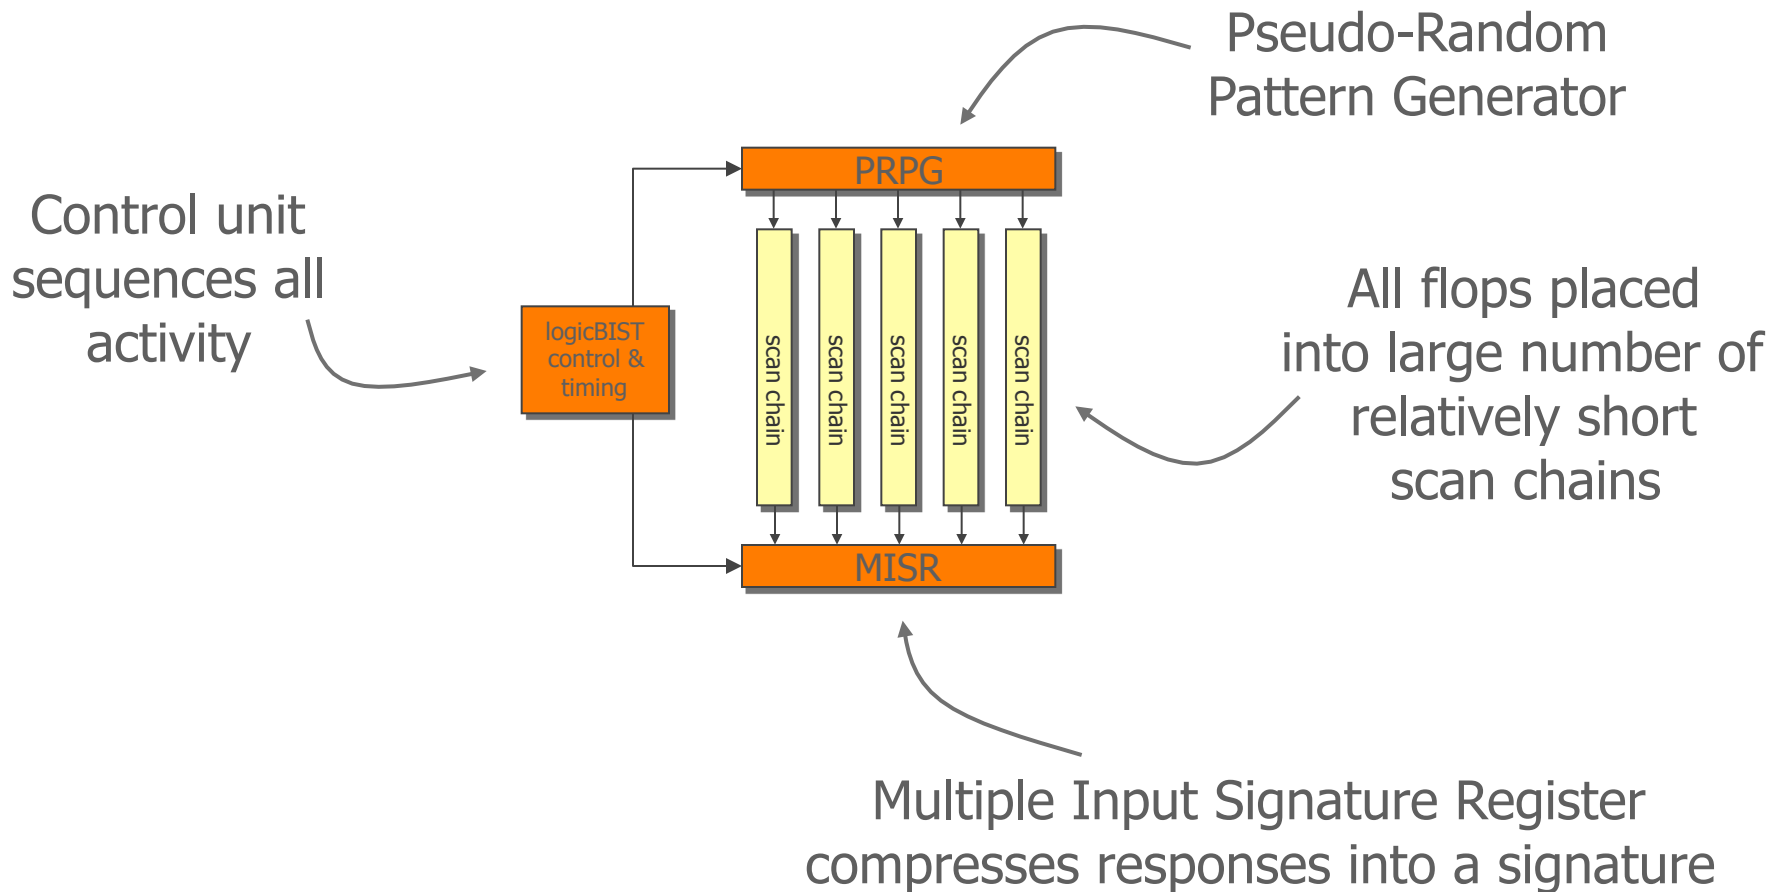 Pseudo-Random
Pattern Generator
PRPG
Control unit
sequences all
activity
logicBIST
control &
timing
scan chain
scan chain
scan chain
scan chain
scan chain
All flops placed
into large number of
relatively short
scan chains
MISR
Multiple Input Signature Register
compresses responses into a signature